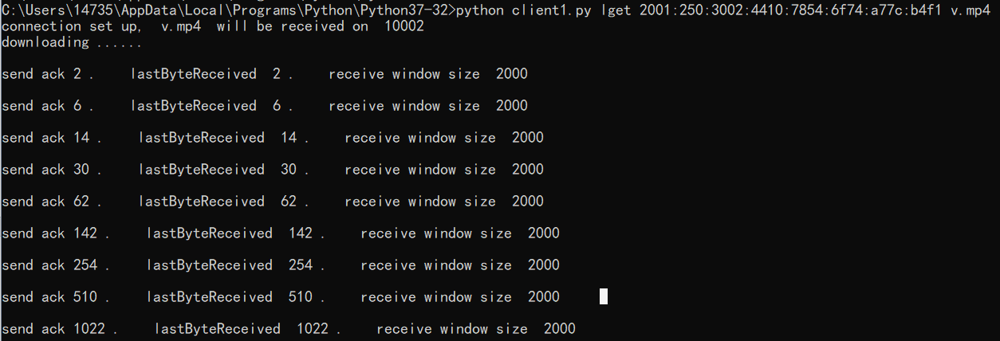 C:\Users\14735\AppData\Local\Programs\Python\Python37-32>python client1.py lget 2001:250:3002:4410:7854:6f74:a77c:b4f1 v.mp4
connection set up,  v.mp4  will be received on  10002
downloading ......
send ack 2 .    lastByteReceived  2 .    receive window size  2000
send ack 6 .    lastByteReceived  6 .    receive window size  2000
send ack 14 .    lastByteReceived  14 .    receive window size  2000
send ack 30 .    lastByteReceived  30 .    receive window size  2000
send ack 62 .    lastByteReceived  62 .    receive window size  2000
send ack 142 .    lastByteReceived  142 .    receive window size  2000
send ack 254 .    lastByteReceived  254 .    receive window size  2000
send ack 510 .    lastByteReceived  510 .    receive window size  2000
send ack 1022 .    lastByteReceived  1022 .    receive window size  2000